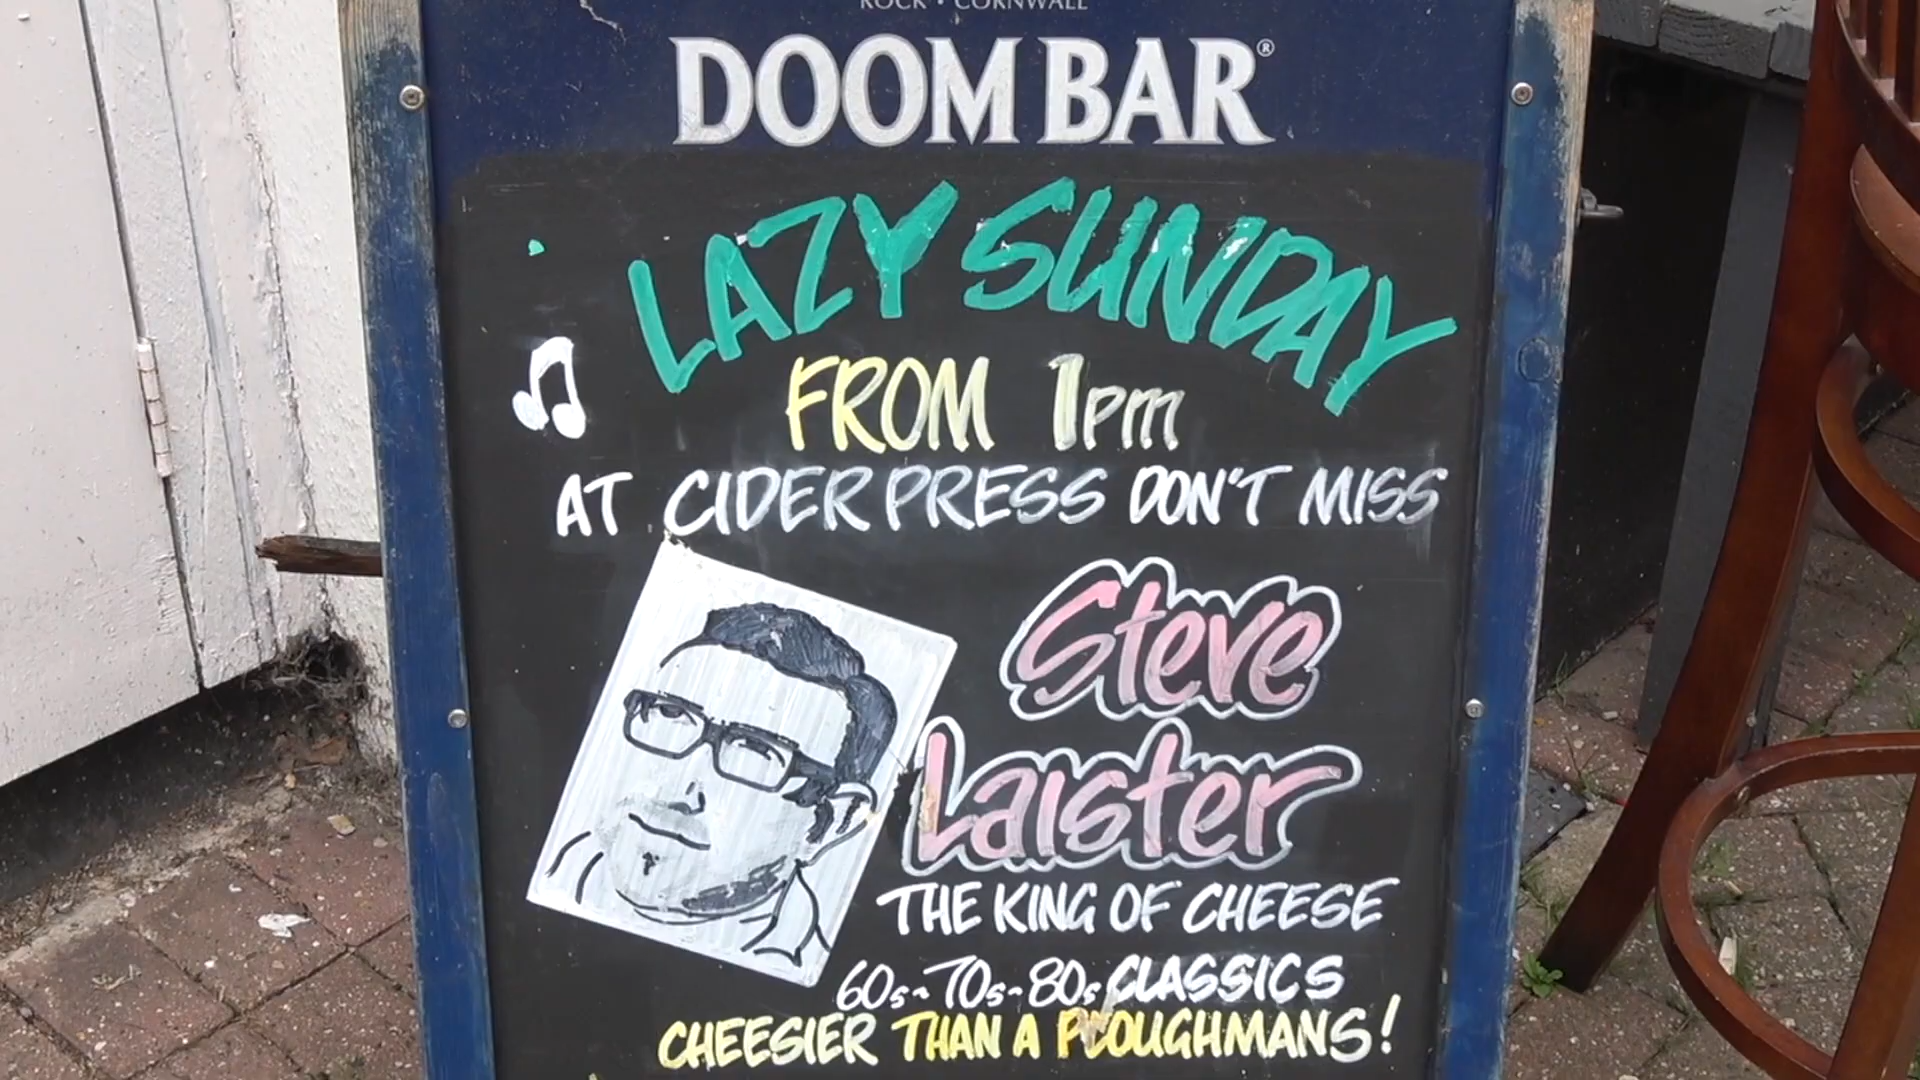 ROCK • CORNWALL
DOOM BAR®
LAZY SUNDAY
FROM 1pm
AT CIDER PRESS DON'T MISS
Steve
Laister
THE KING OF CHEESE
60s-70s-80s CLASSICS
CHEESIER THAN A PLOUGHMANS!